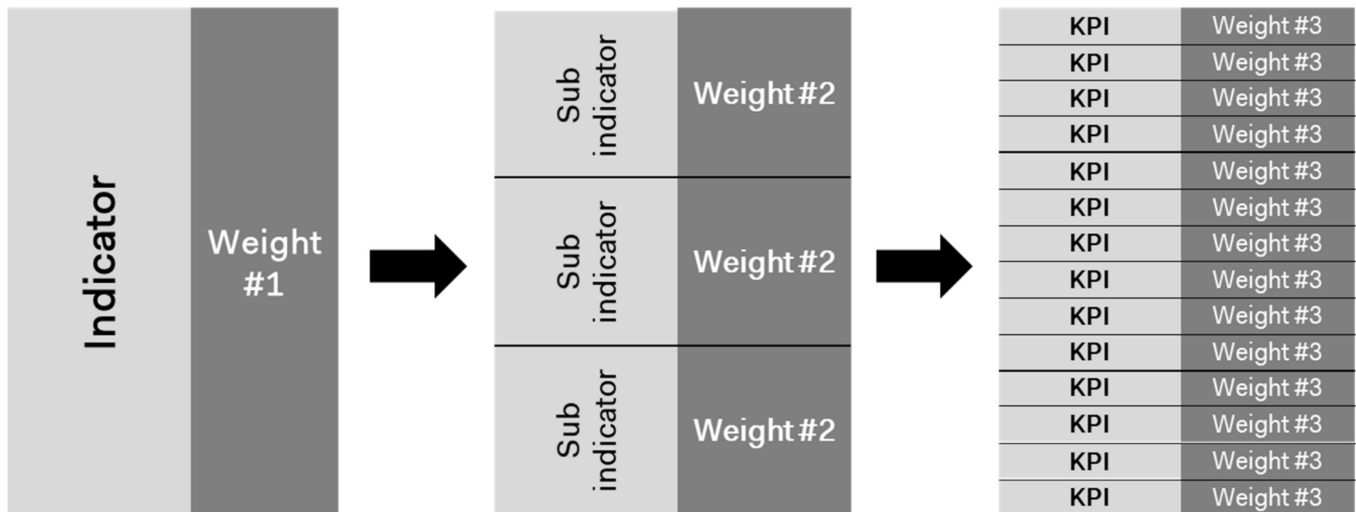 Indicator
Weight
#1
Sub
indicator
Weight #2
Sub
indicator
Weight #2
Sub
indicator
Weight #2
KPI Weight #3
KPI Weight #3
KPI Weight #3
KPI Weight #3
KPI Weight #3
KPI Weight #3
KPI Weight #3
KPI Weight #3
KPI Weight #3
KPI Weight #3
KPI Weight #3
KPI Weight #3
KPI Weight #3
KPI Weight #3